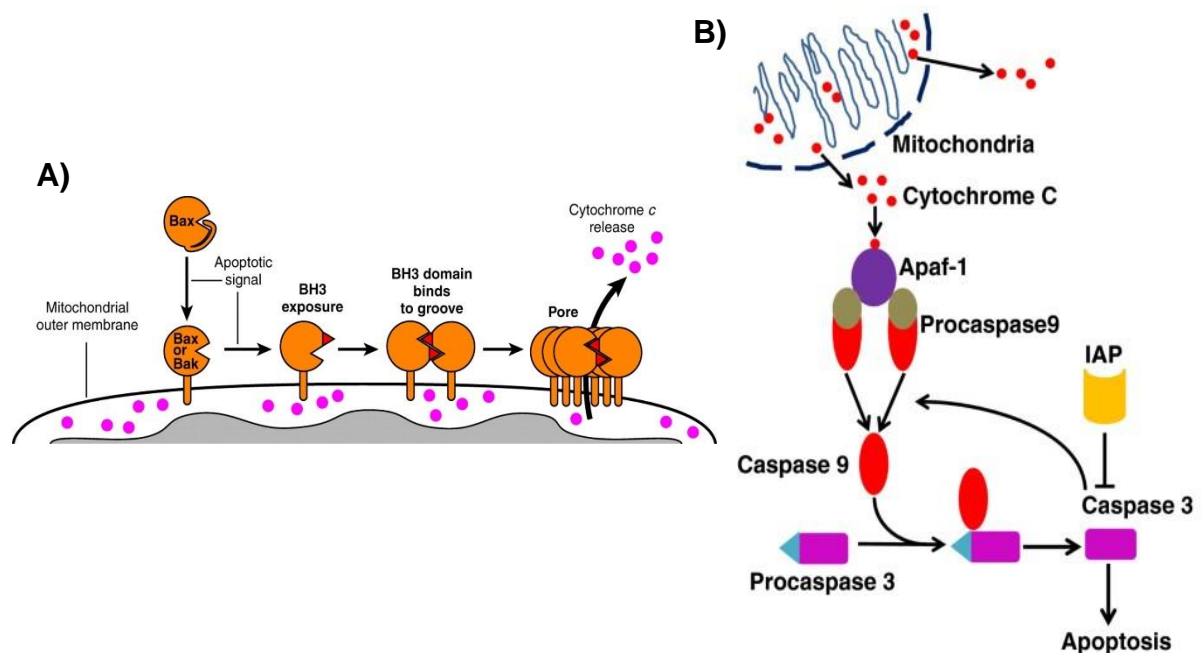 A)
Bax
Apoptotic
signal
Mitochondrial
outer membrane
Bax
or
Bak
BH3
exposure
BH3 domain
binds
to groove
Pore
Cytochrome c
release
B)
Mitochondria
Cytochrome C
Apaf-1
Procaspase9
IAP
Caspase 9
Caspase 3
Procaspase 3
Apoptosis